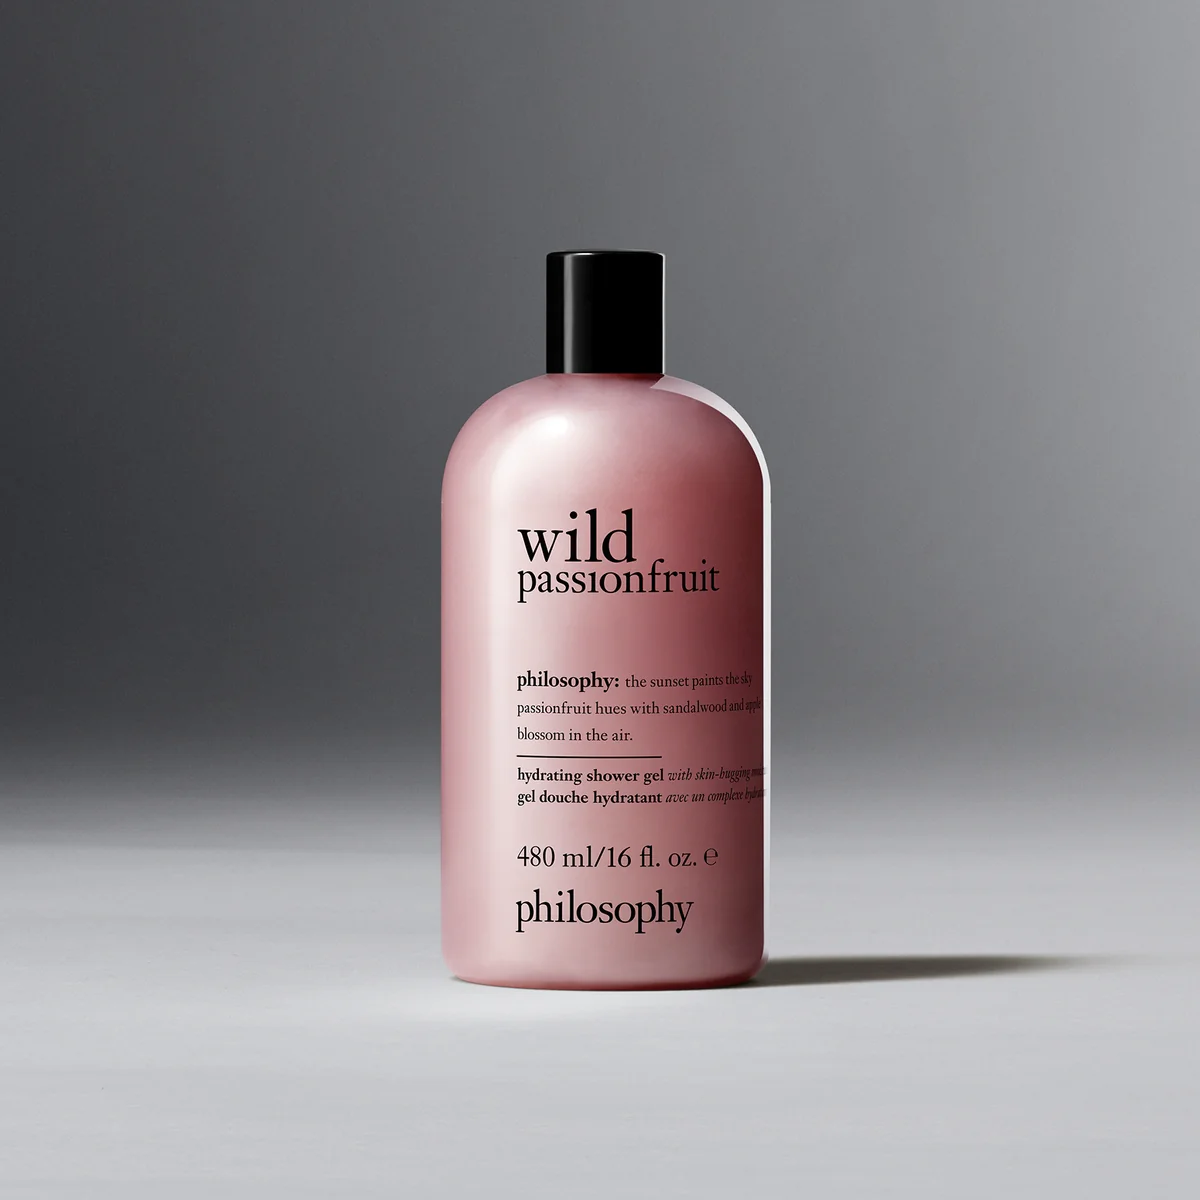 wild
passionfruit
philosophy: the sunset paints the sky
passionfruit hues with sandalwood and apple
blossom in the air.
hydrating shower gel with skin-hugging
gel douche hydratant avec un complexe
480 ml/16 fl. oz. ℮
philosophy